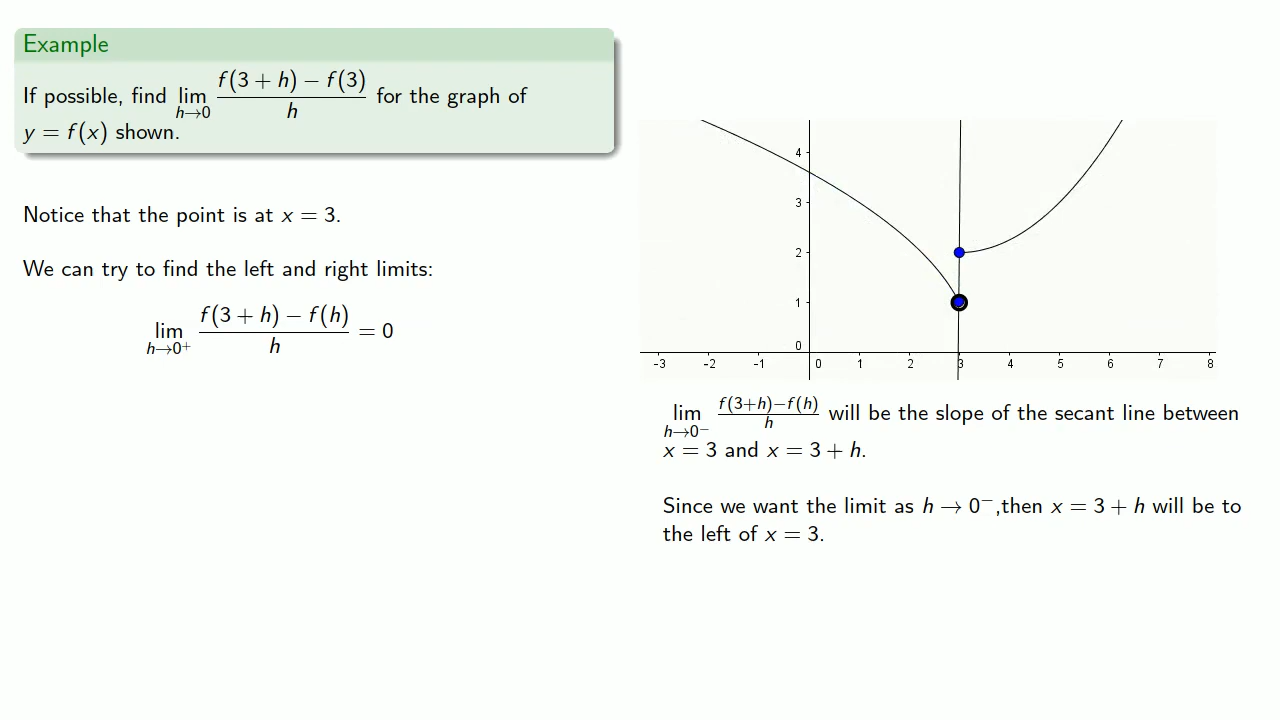 Example
If possible, find lim h→0 f(3 + h) − f(3) / h for the graph of
y = f(x) shown.
Notice that the point is at x = 3.
We can try to find the left and right limits:
lim h→0⁺ f(3 + h) − f(h) / h = 0
4
3
2
1
0
-3 -2 -1 0 1 2 3 4 5 6 7 8
lim h→0⁻ f(3+h)−f(h) / h will be the slope of the secant line between
x = 3 and x = 3 + h.
Since we want the limit as h → 0⁻,then x = 3 + h will be to
the left of x = 3.